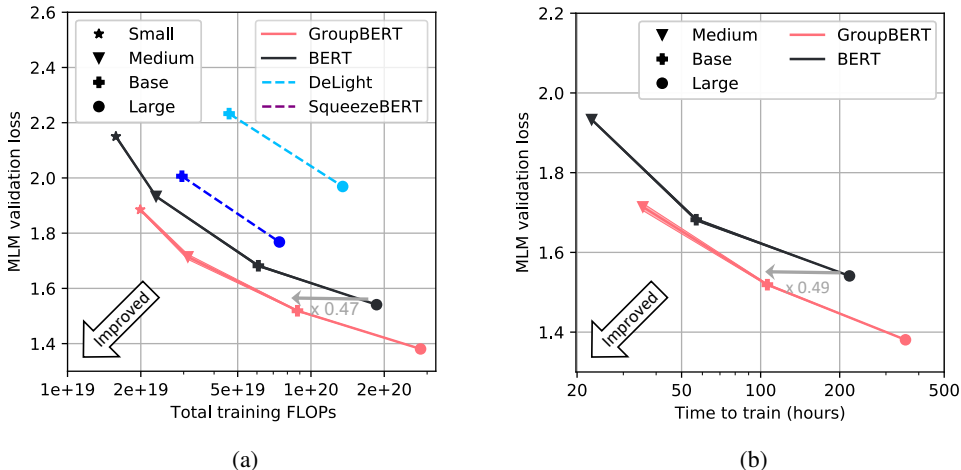 2.6
2.4
2.2
2.0
1.8
1.6
1.4
MLM validation loss
Small
Medium
Base
Large
GroupBERT
BERT
DeLight
SqueezeBERT
x 0.47
Improved
1e+19
2e+19
5e+19
1e+20
2e+20
Total training FLOPs
(a)
2.2
2.0
1.8
1.6
1.4
MLM validation loss
Medium
Base
Large
GroupBERT
BERT
x 0.49
Improved
20
50
100
200
500
Time to train (hours)
(b)